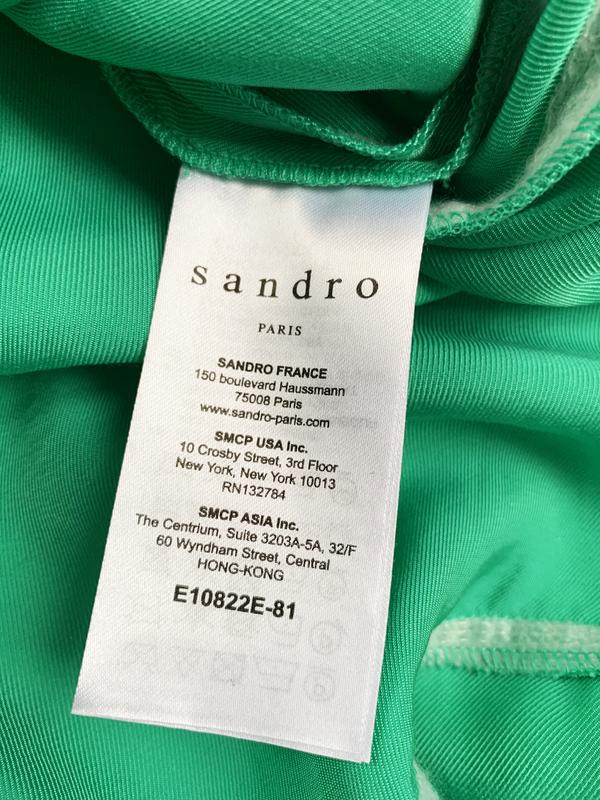 sandro
PARIS
SANDRO FRANCE
150 boulevard Haussmann
75008 Paris
www.sandro-paris.com
SMCP USA Inc.
10 Crosby Street, 3rd Floor
New York, New York 10013
RN132784
SMCP ASIA Inc.
The Centrium, Suite 3203A-5A, 32/F
60 Wyndham Street, Central
HONG-KONG
E10822E-81